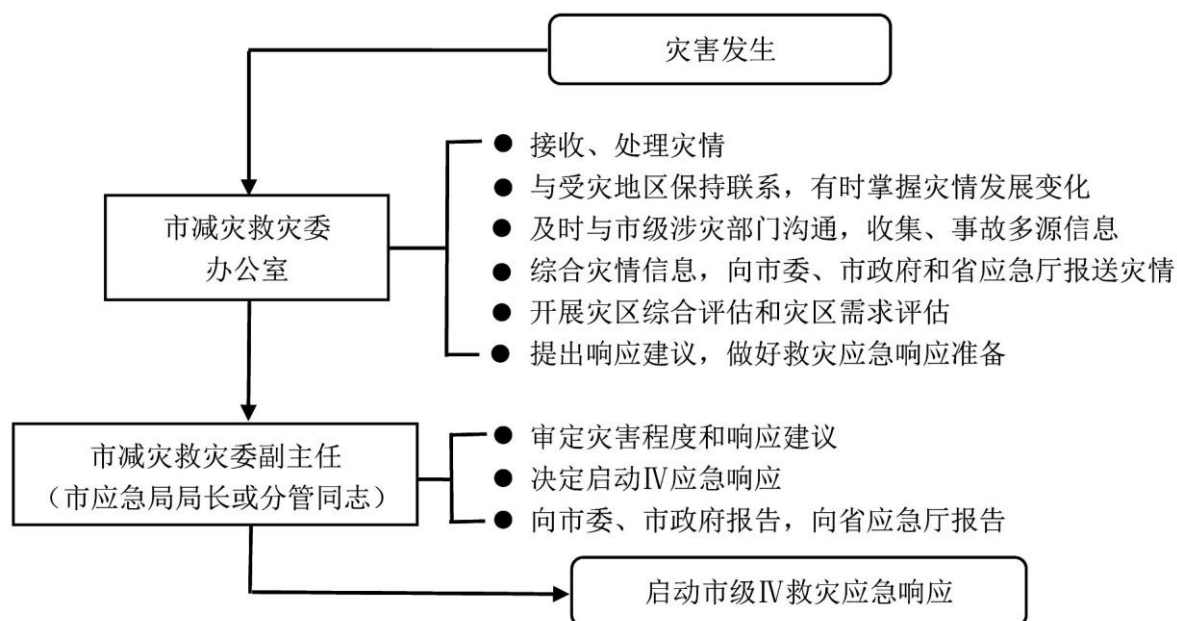 灾害发生
市减灾救灾委
办公室
● 接收、处理灾情
● 与受灾地区保持联系，有时掌握灾情发展变化
● 及时与市级涉灾部门沟通，收集、事故多源信息
● 综合灾情信息，向市委、市政府和省应急厅报送灾情
● 开展灾区综合评估和灾区需求评估
● 提出响应建议，做好救灾应急响应准备
市减灾救灾委副主任
（市应急局局长或分管同志）
● 审定灾害程度和响应建议
● 决定启动Ⅳ应急响应
● 向市委、市政府报告，向省应急厅报告
启动市级Ⅳ救灾应急响应